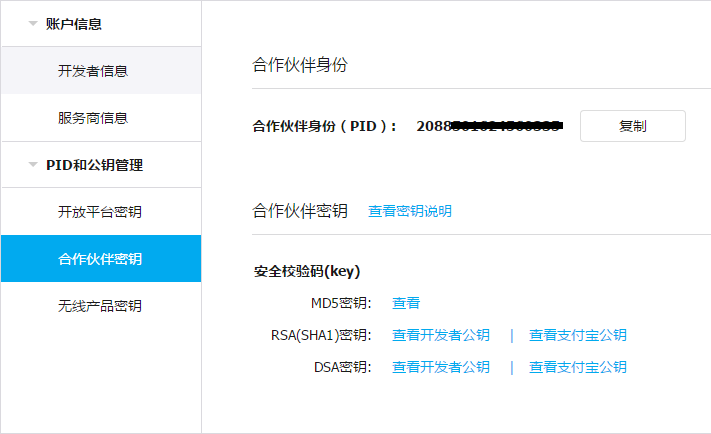 账户信息
开发者信息
服务商信息
PID和公钥管理
开放平台密钥
合作伙伴密钥
无线产品密钥
合作伙伴身份
合作伙伴身份（PID）： 2088 复制
合作伙伴密钥 查看密钥说明
安全校验码(key)
MD5密钥： 查看
RSA(SHA1)密钥： 查看开发者公钥 | 查看支付宝公钥
DSA密钥： 查看开发者公钥 | 查看支付宝公钥